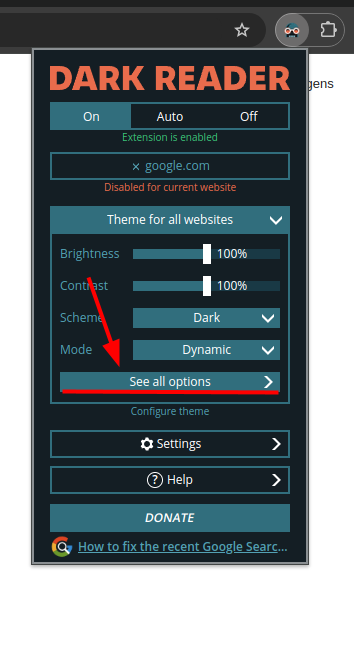 gens
DARK READER
On Auto Off
Extension is enabled
× google.com
Disabled for current website
Theme for all websites
Brightness 100%
Contrast 100%
Scheme Dark
Mode Dynamic
See all options
Configure theme
Settings
? Help
DONATE
How to fix the recent Google Searc...